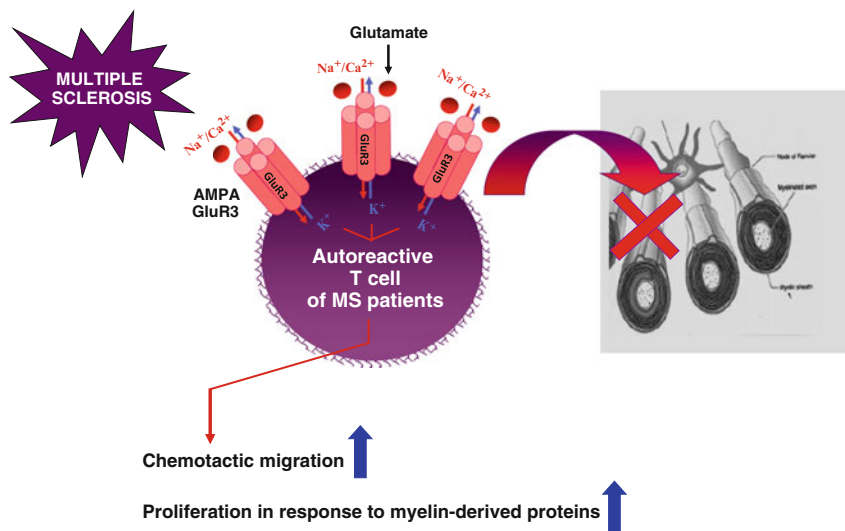 MULTIPLE
SCLEROSIS
Glutamate
Na⁺/Ca²⁺
Na⁺/Ca²⁺
Na⁺/Ca²⁺
GluR3
GluR3
GluR3
AMPA
GluR3
K⁺
K⁺
K⁺
Autoreactive
T cell
of MS patients
Node of Ranvier
Myelinated axon
Myelin sheath
Chemotactic migration
Proliferation in response to myelin-derived proteins